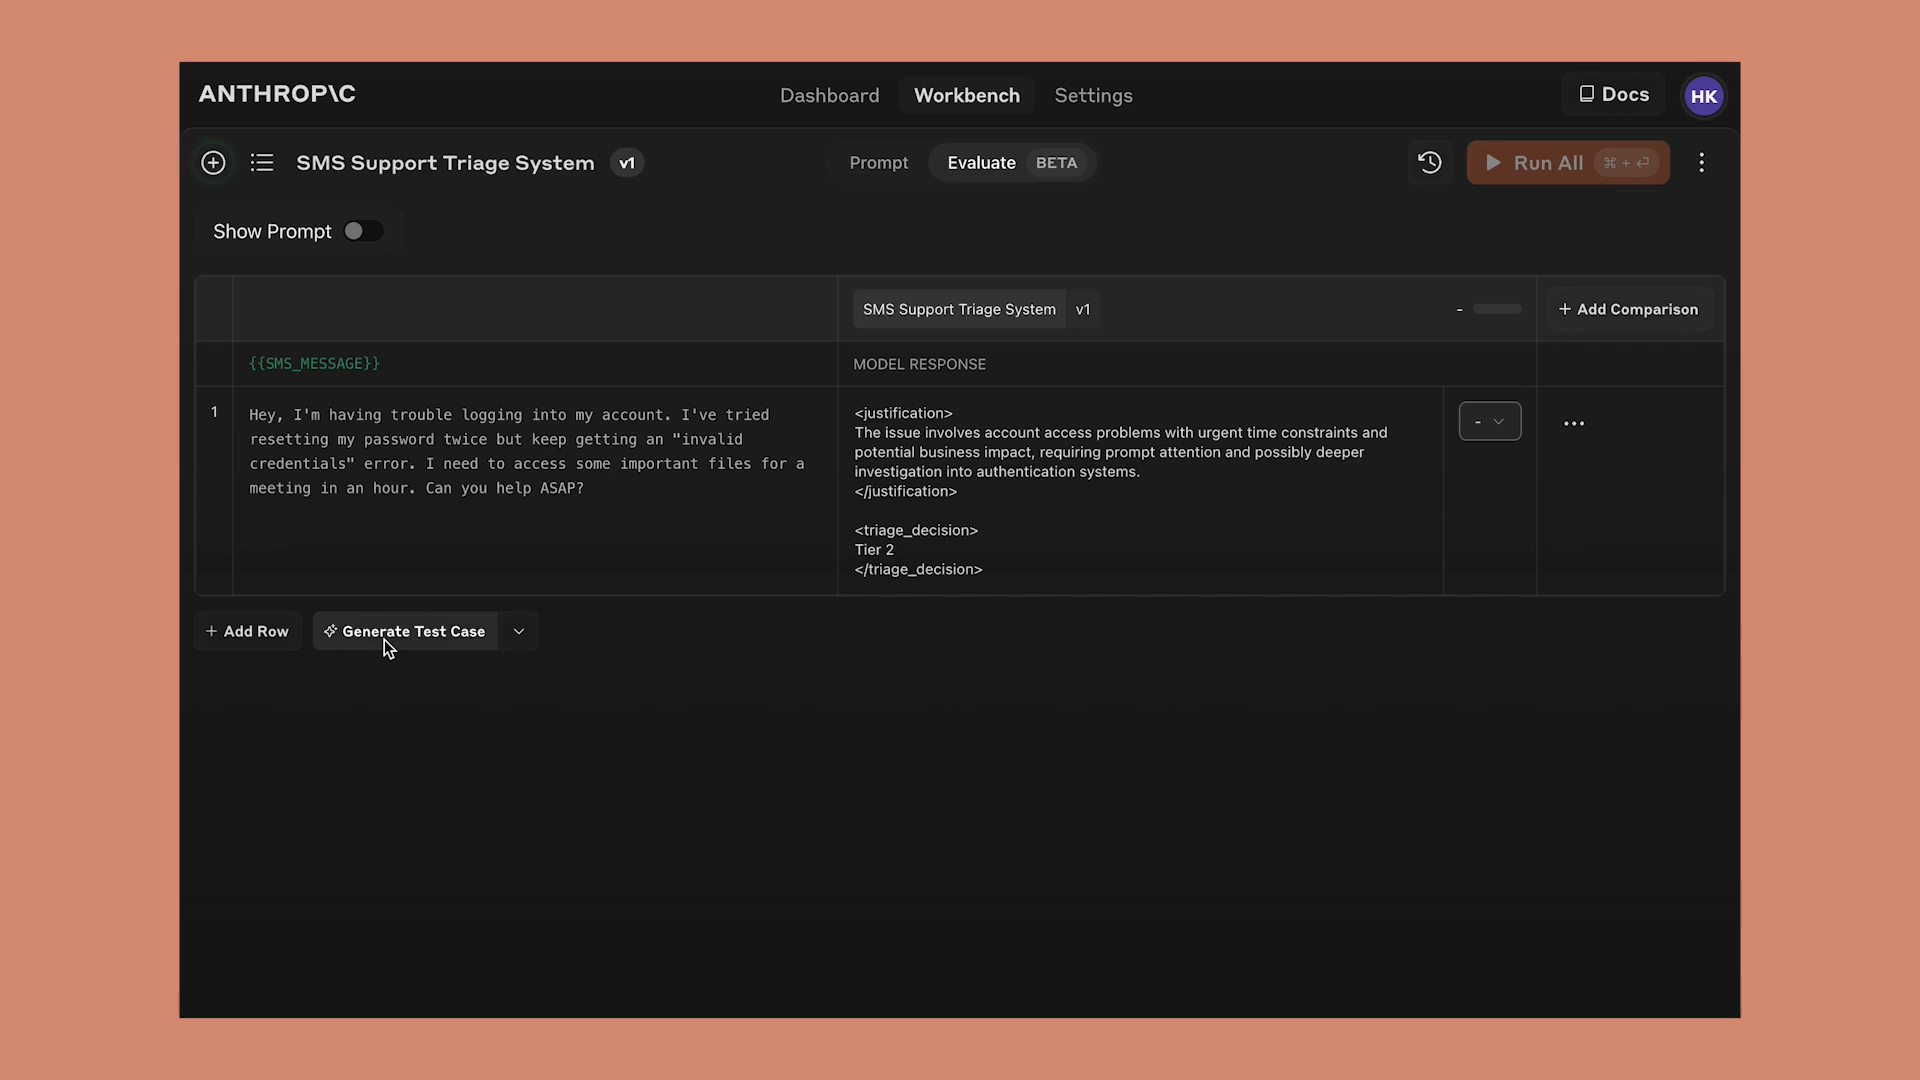 ANTHROP\C
Dashboard
Workbench
Settings
Docs
HK
SMS Support Triage System
v1
Prompt
Evaluate
BETA
Run All
⌘ + ⏎
Show Prompt
SMS Support Triage System
v1
-
+ Add Comparison
{{SMS_MESSAGE}}
MODEL RESPONSE
1
Hey, I'm having trouble logging into my account. I've tried
resetting my password twice but keep getting an "invalid
credentials" error. I need to access some important files for a
meeting in an hour. Can you help ASAP?
<justification>
The issue involves account access problems with urgent time constraints and
potential business impact, requiring prompt attention and possibly deeper
investigation into authentication systems.
</justification>
<triage_decision>
Tier 2
</triage_decision>
-
+ Add Row
Generate Test Case